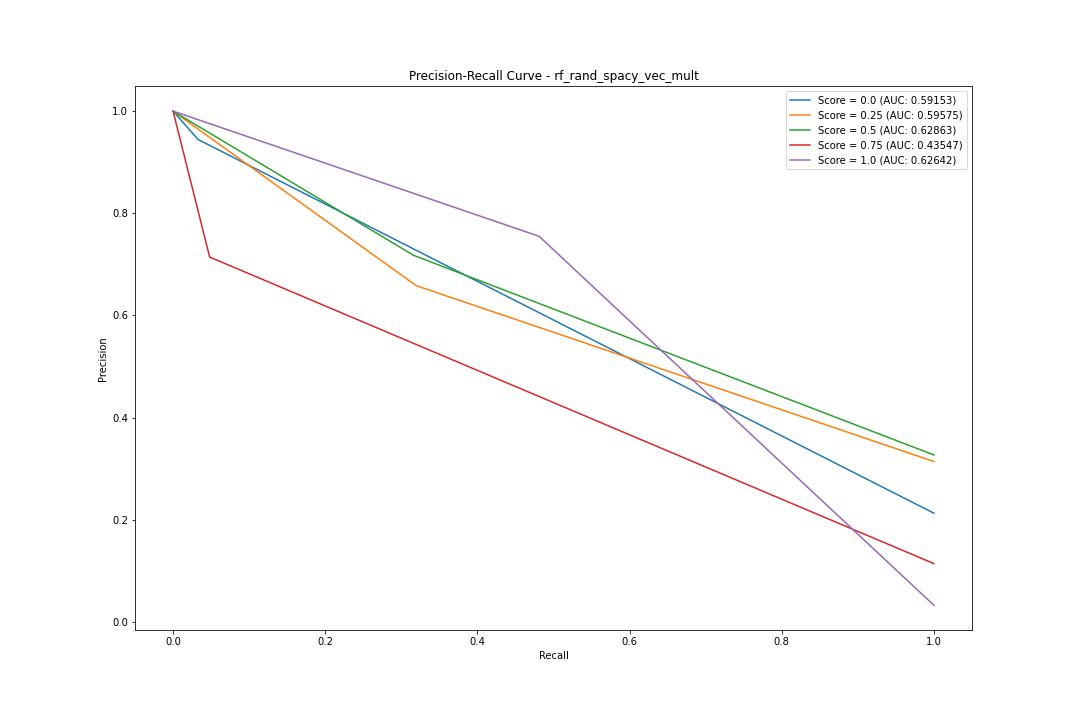 Precision-Recall Curve - rf_rand_spacy_vec_mult
Score = 0.0 (AUC: 0.59153)
Score = 0.25 (AUC: 0.59575)
Score = 0.5 (AUC: 0.62863)
Score = 0.75 (AUC: 0.43547)
Score = 1.0 (AUC: 0.62642)
Precision
1.0
0.8
0.6
0.4
0.2
0.0
0.0 0.2 0.4 0.6 0.8 1.0
Recall